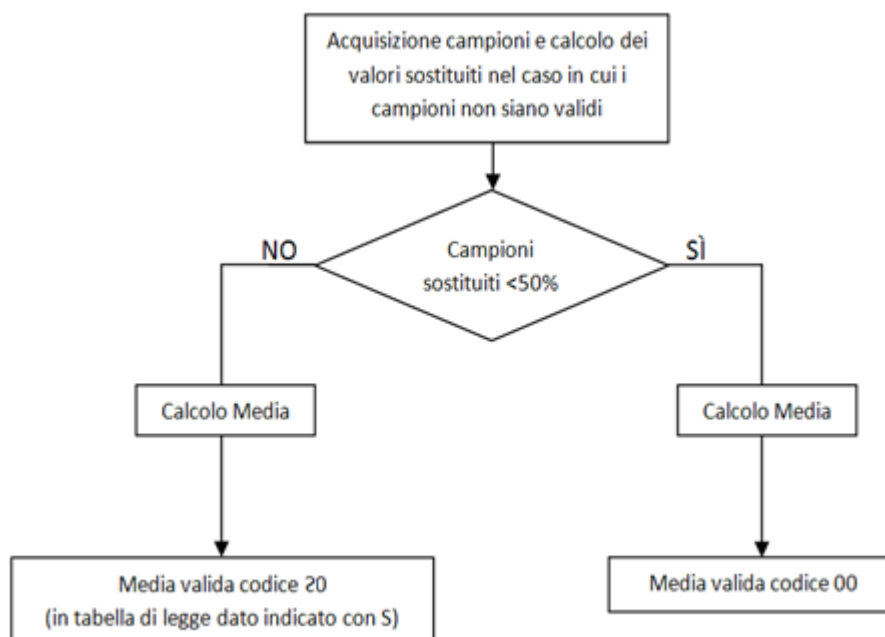 Acquisizione campioni e calcolo dei
valori sostituiti nel caso in cui i
campioni non siano validi
NO
Campioni
sostituiti <50%
SÌ
Calcolo Media
Calcolo Media
Media valida codice 20
(in tabella di legge dato indicato con S)
Media valida codice 00